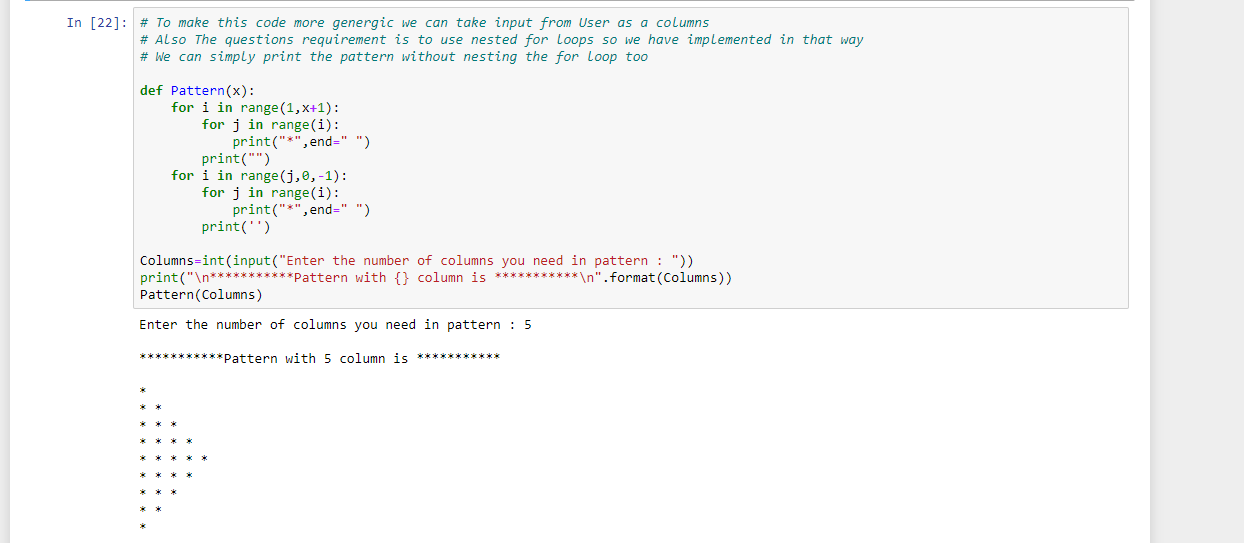 In [22]: # To make this code more genergic we can take input from User as a columns
# Also The questions requirement is to use nested for loops so we have implemented in that way
# We can simply print the pattern without nesting the for loop too

def Pattern(x):
    for i in range(1,x+1):
        for j in range(i):
            print("*",end=" ")
        print("")
    for i in range(j,0,-1):
        for j in range(i):
            print("*",end=" ")
        print('')

Columns=int(input("Enter the number of columns you need in pattern : "))
print("\n***********Pattern with {} column is ***********\n".format(Columns))
Pattern(Columns)
Enter the number of columns you need in pattern : 5

***********Pattern with 5 column is ***********

*
* *
* * *
* * * *
* * * * *
* * * *
* * *
* *
*